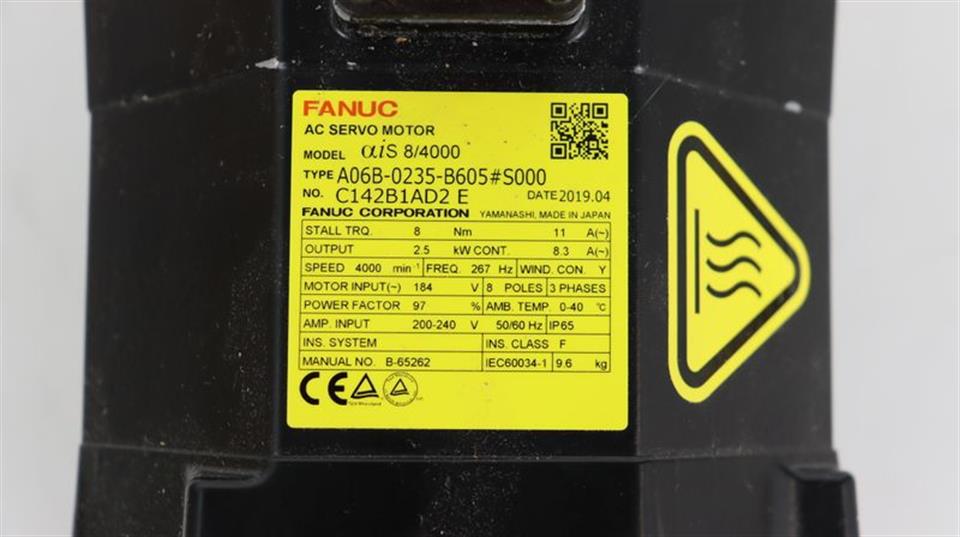 FANUC
AC SERVO MOTOR
MODEL αiS 8/4000
TYPE A06B-0235-B605#S000
NO. C142B1AD2 E DATE 2019.04
FANUC CORPORATION YAMANASHI, MADE IN JAPAN
STALL TRQ. 8 Nm 11 A(~)
OUTPUT 2.5 kW CONT. 8.3 A(~)
SPEED 4000 min⁻¹ FREQ. 267 Hz WIND. CON. Y
MOTOR INPUT(~) 184 V 8 POLES 3 PHASES
POWER FACTOR 97 % AMB. TEMP. 0-40 ℃
AMP. INPUT 200-240 V 50/60 Hz IP65
INS. SYSTEM INS. CLASS F
MANUAL NO. B-65262 IEC60034-1 9.6 kg
CE